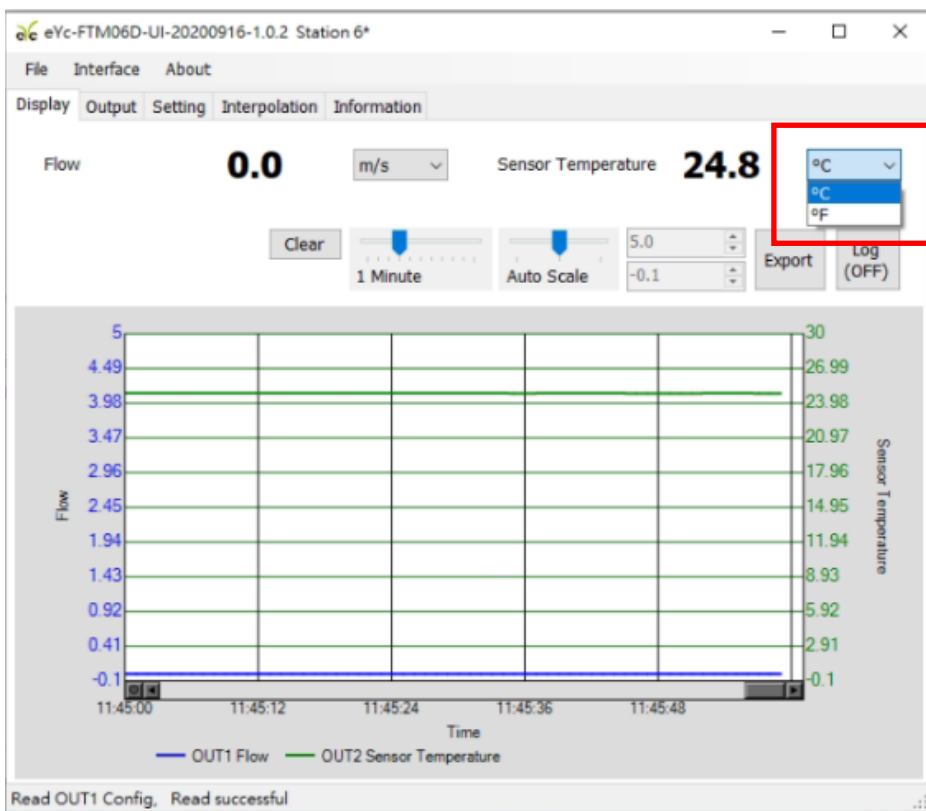 eYc eYc-FTM06D-UI-20200916-1.0.2 Station 6*
File Interface About
Display Output Setting Interpolation Information
Flow 0.0 m/s Sensor Temperature 24.8 ºC
ºC
ºF
Clear 1 Minute Auto Scale 5.0 -0.1 Export Log (OFF)
5 30
4.49 26.99
3.98 23.98
3.47 20.97
2.96 17.96
2.45 14.95
1.94 11.94
1.43 8.93
0.92 5.92
0.41 2.91
-0.1 -0.1
Flow
Sensor Temperature
11:45:00 11:45:12 11:45:24 11:45:36 11:45:48
Time
OUT1 Flow OUT2 Sensor Temperature
Read OUT1 Config, Read successful